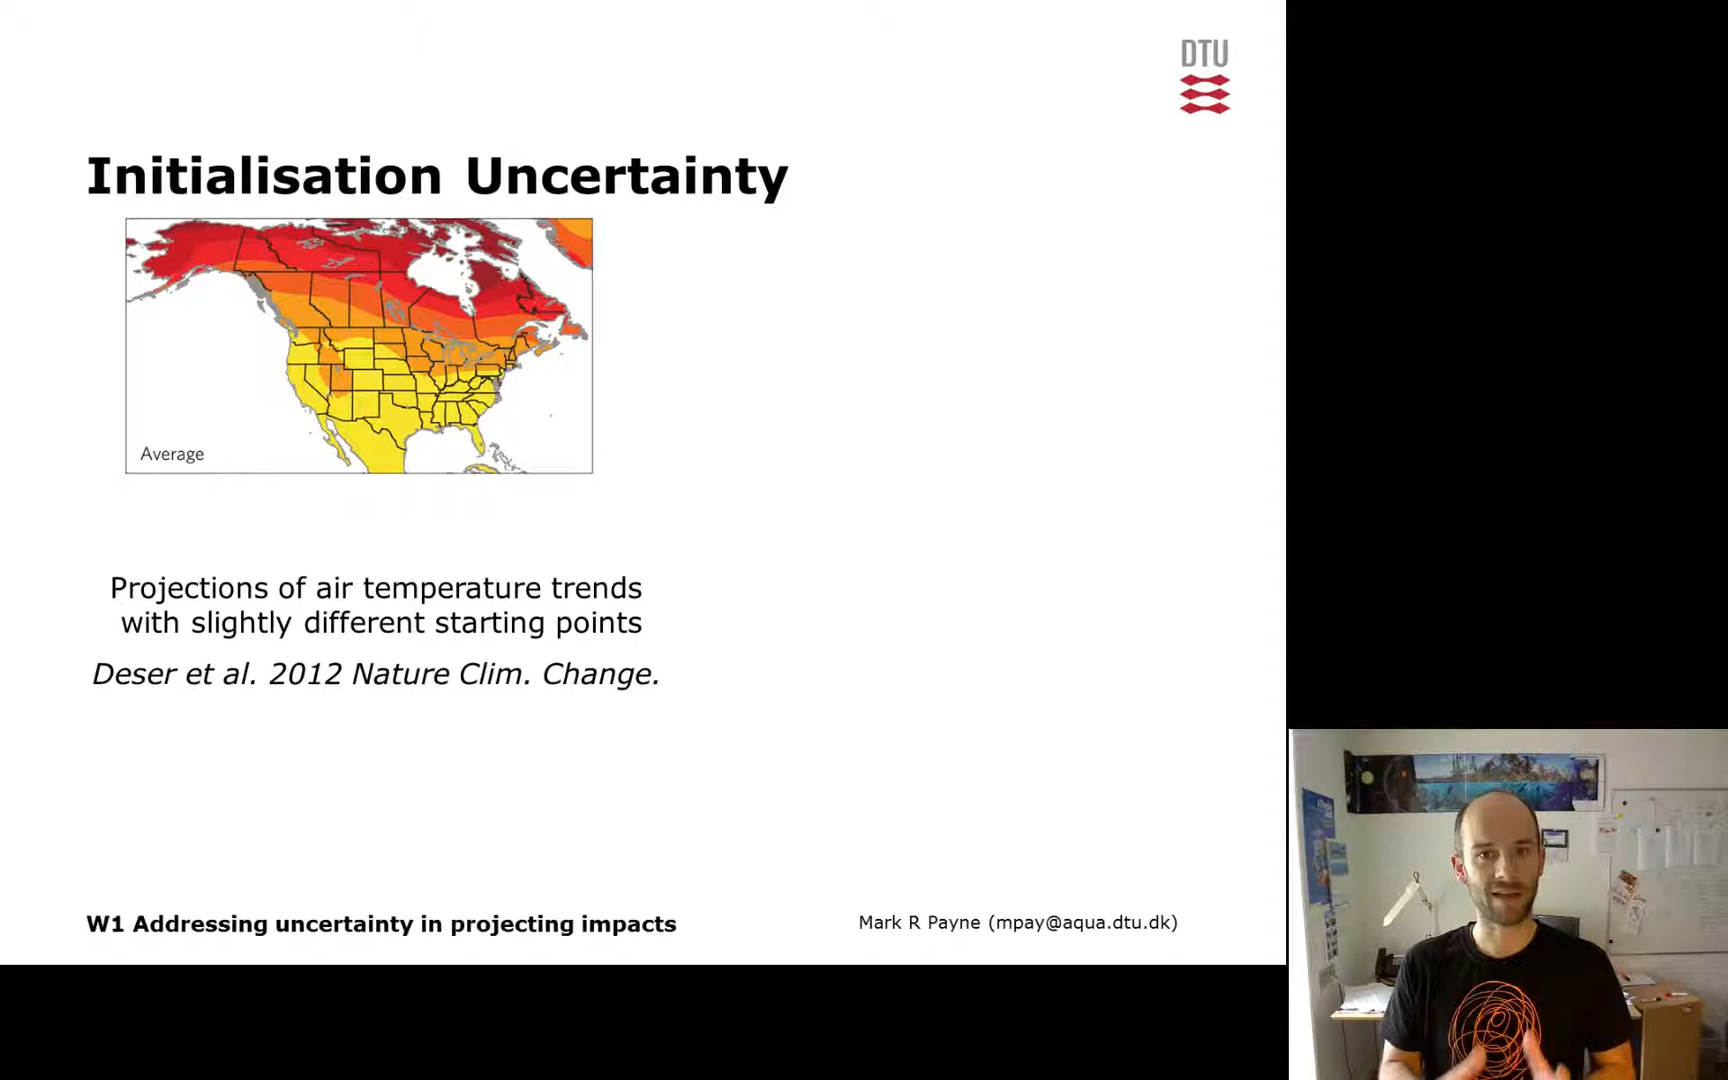 DTU
Initialisation Uncertainty
Average
Projections of air temperature trends
with slightly different starting points
Deser et al. 2012 Nature Clim. Change.
W1 Addressing uncertainty in projecting impacts
Mark R Payne (mpay@aqua.dtu.dk)